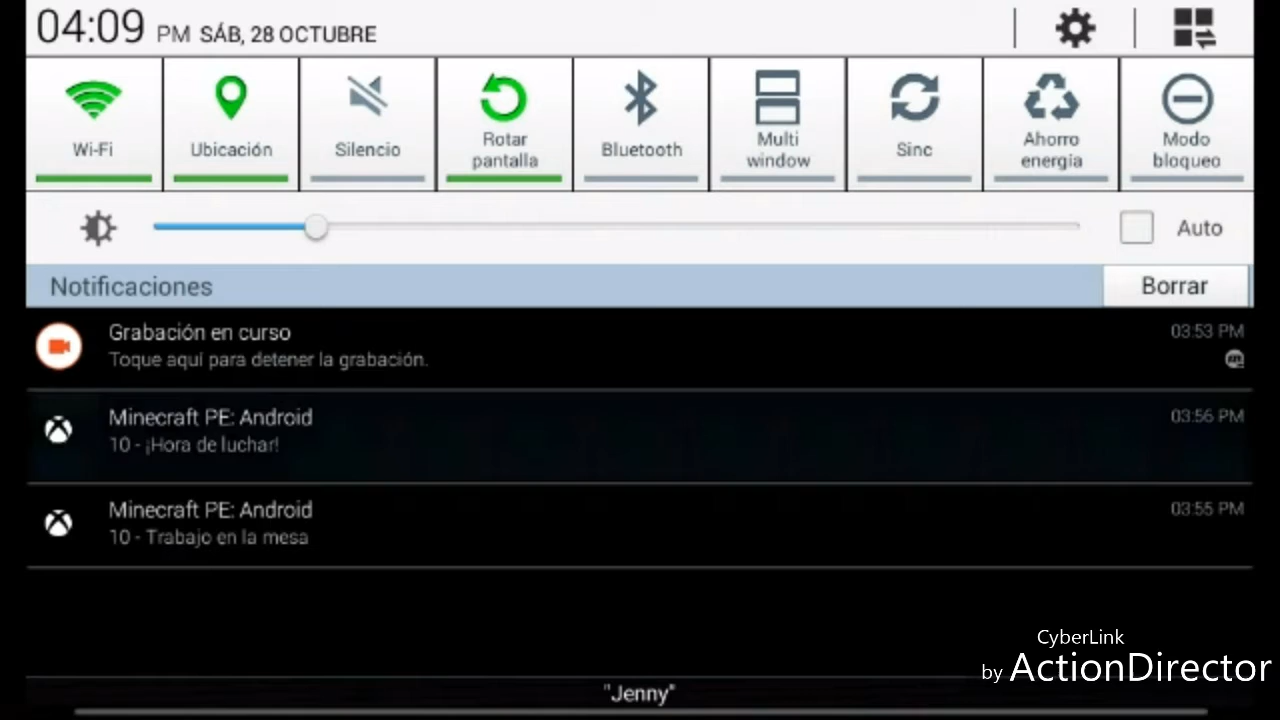 04:09 PM SÁB, 28 OCTUBRE
Wi-Fi
Ubicación
Silencio
Rotar
pantalla
Bluetooth
Multi
window
Sinc
Ahorro
energía
Modo
bloqueo
Auto
Notificaciones
Borrar
Grabación en curso
03:53 PM
Toque aquí para detener la grabación.
Minecraft PE: Android
03:56 PM
10 - ¡Hora de luchar!
Minecraft PE: Android
03:55 PM
10 - Trabajo en la mesa
CyberLink
by ActionDirector
"Jenny"